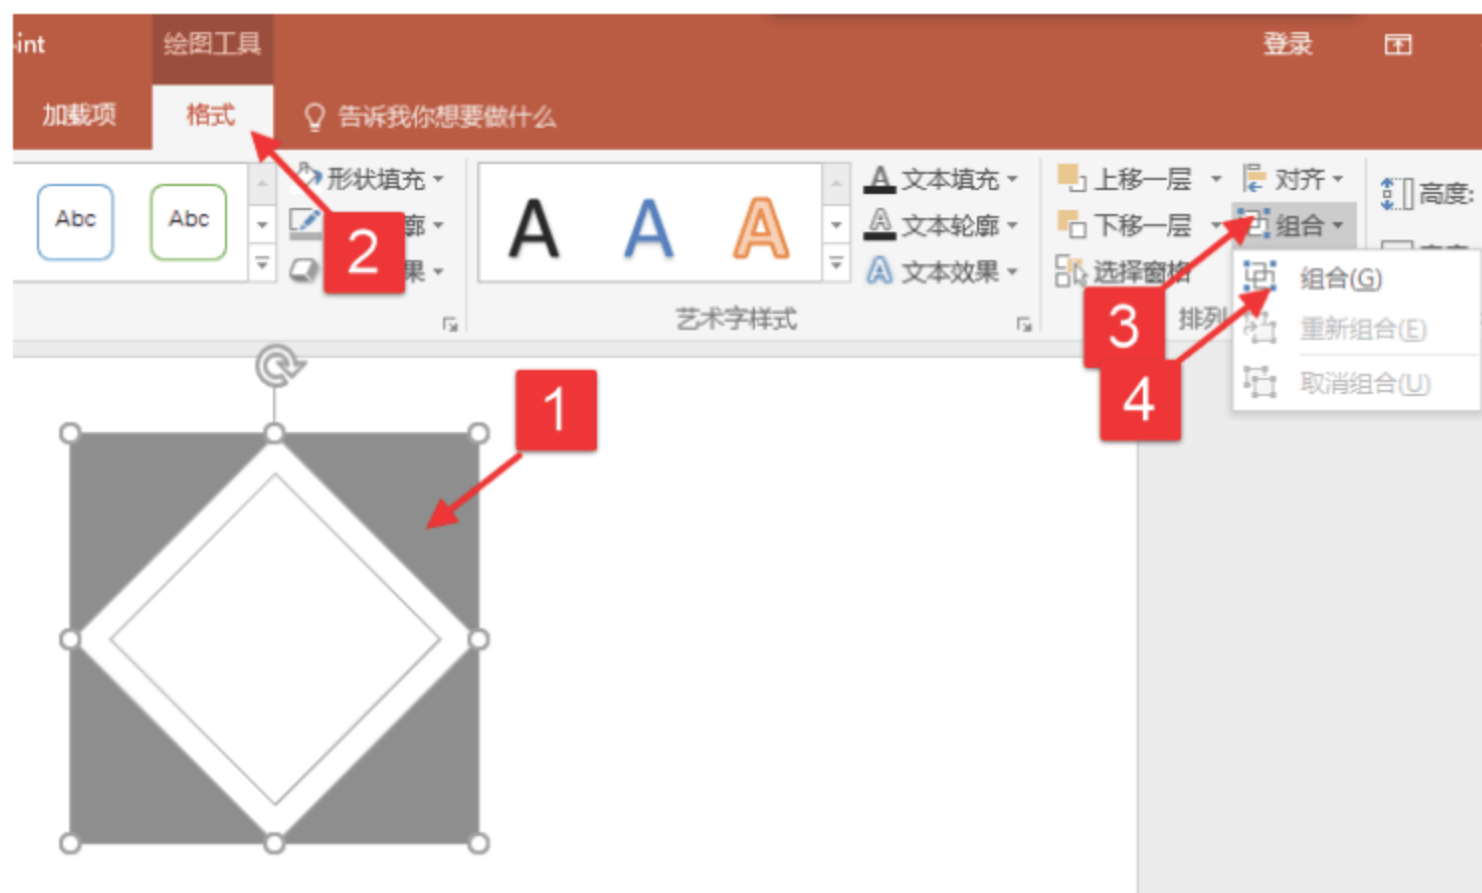 int
绘图工具
登录
加载项
格式
告诉我你想要做什么
Abc
Abc
形状填充
廓
果
2
A
A
A
文本填充
文本轮廓
文本效果
艺术字样式
上移一层
下移一层
选择窗格
排列
对齐
组合
高度:
组合(G)
重新组合(E)
取消组合(U)
3
4
1